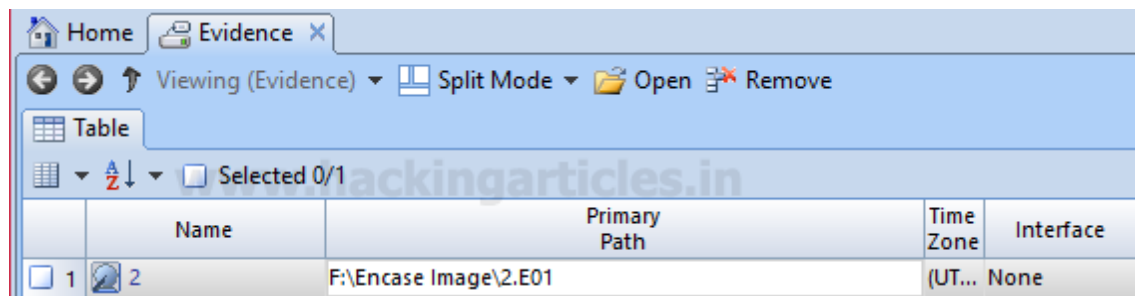 Home Evidence
Viewing (Evidence) Split Mode Open Remove
Table
Selected 0/1
www.hackingarticles.in
Name Primary Path Time Zone Interface
1 2 F:\Encase Image\2.E01 (UT... None